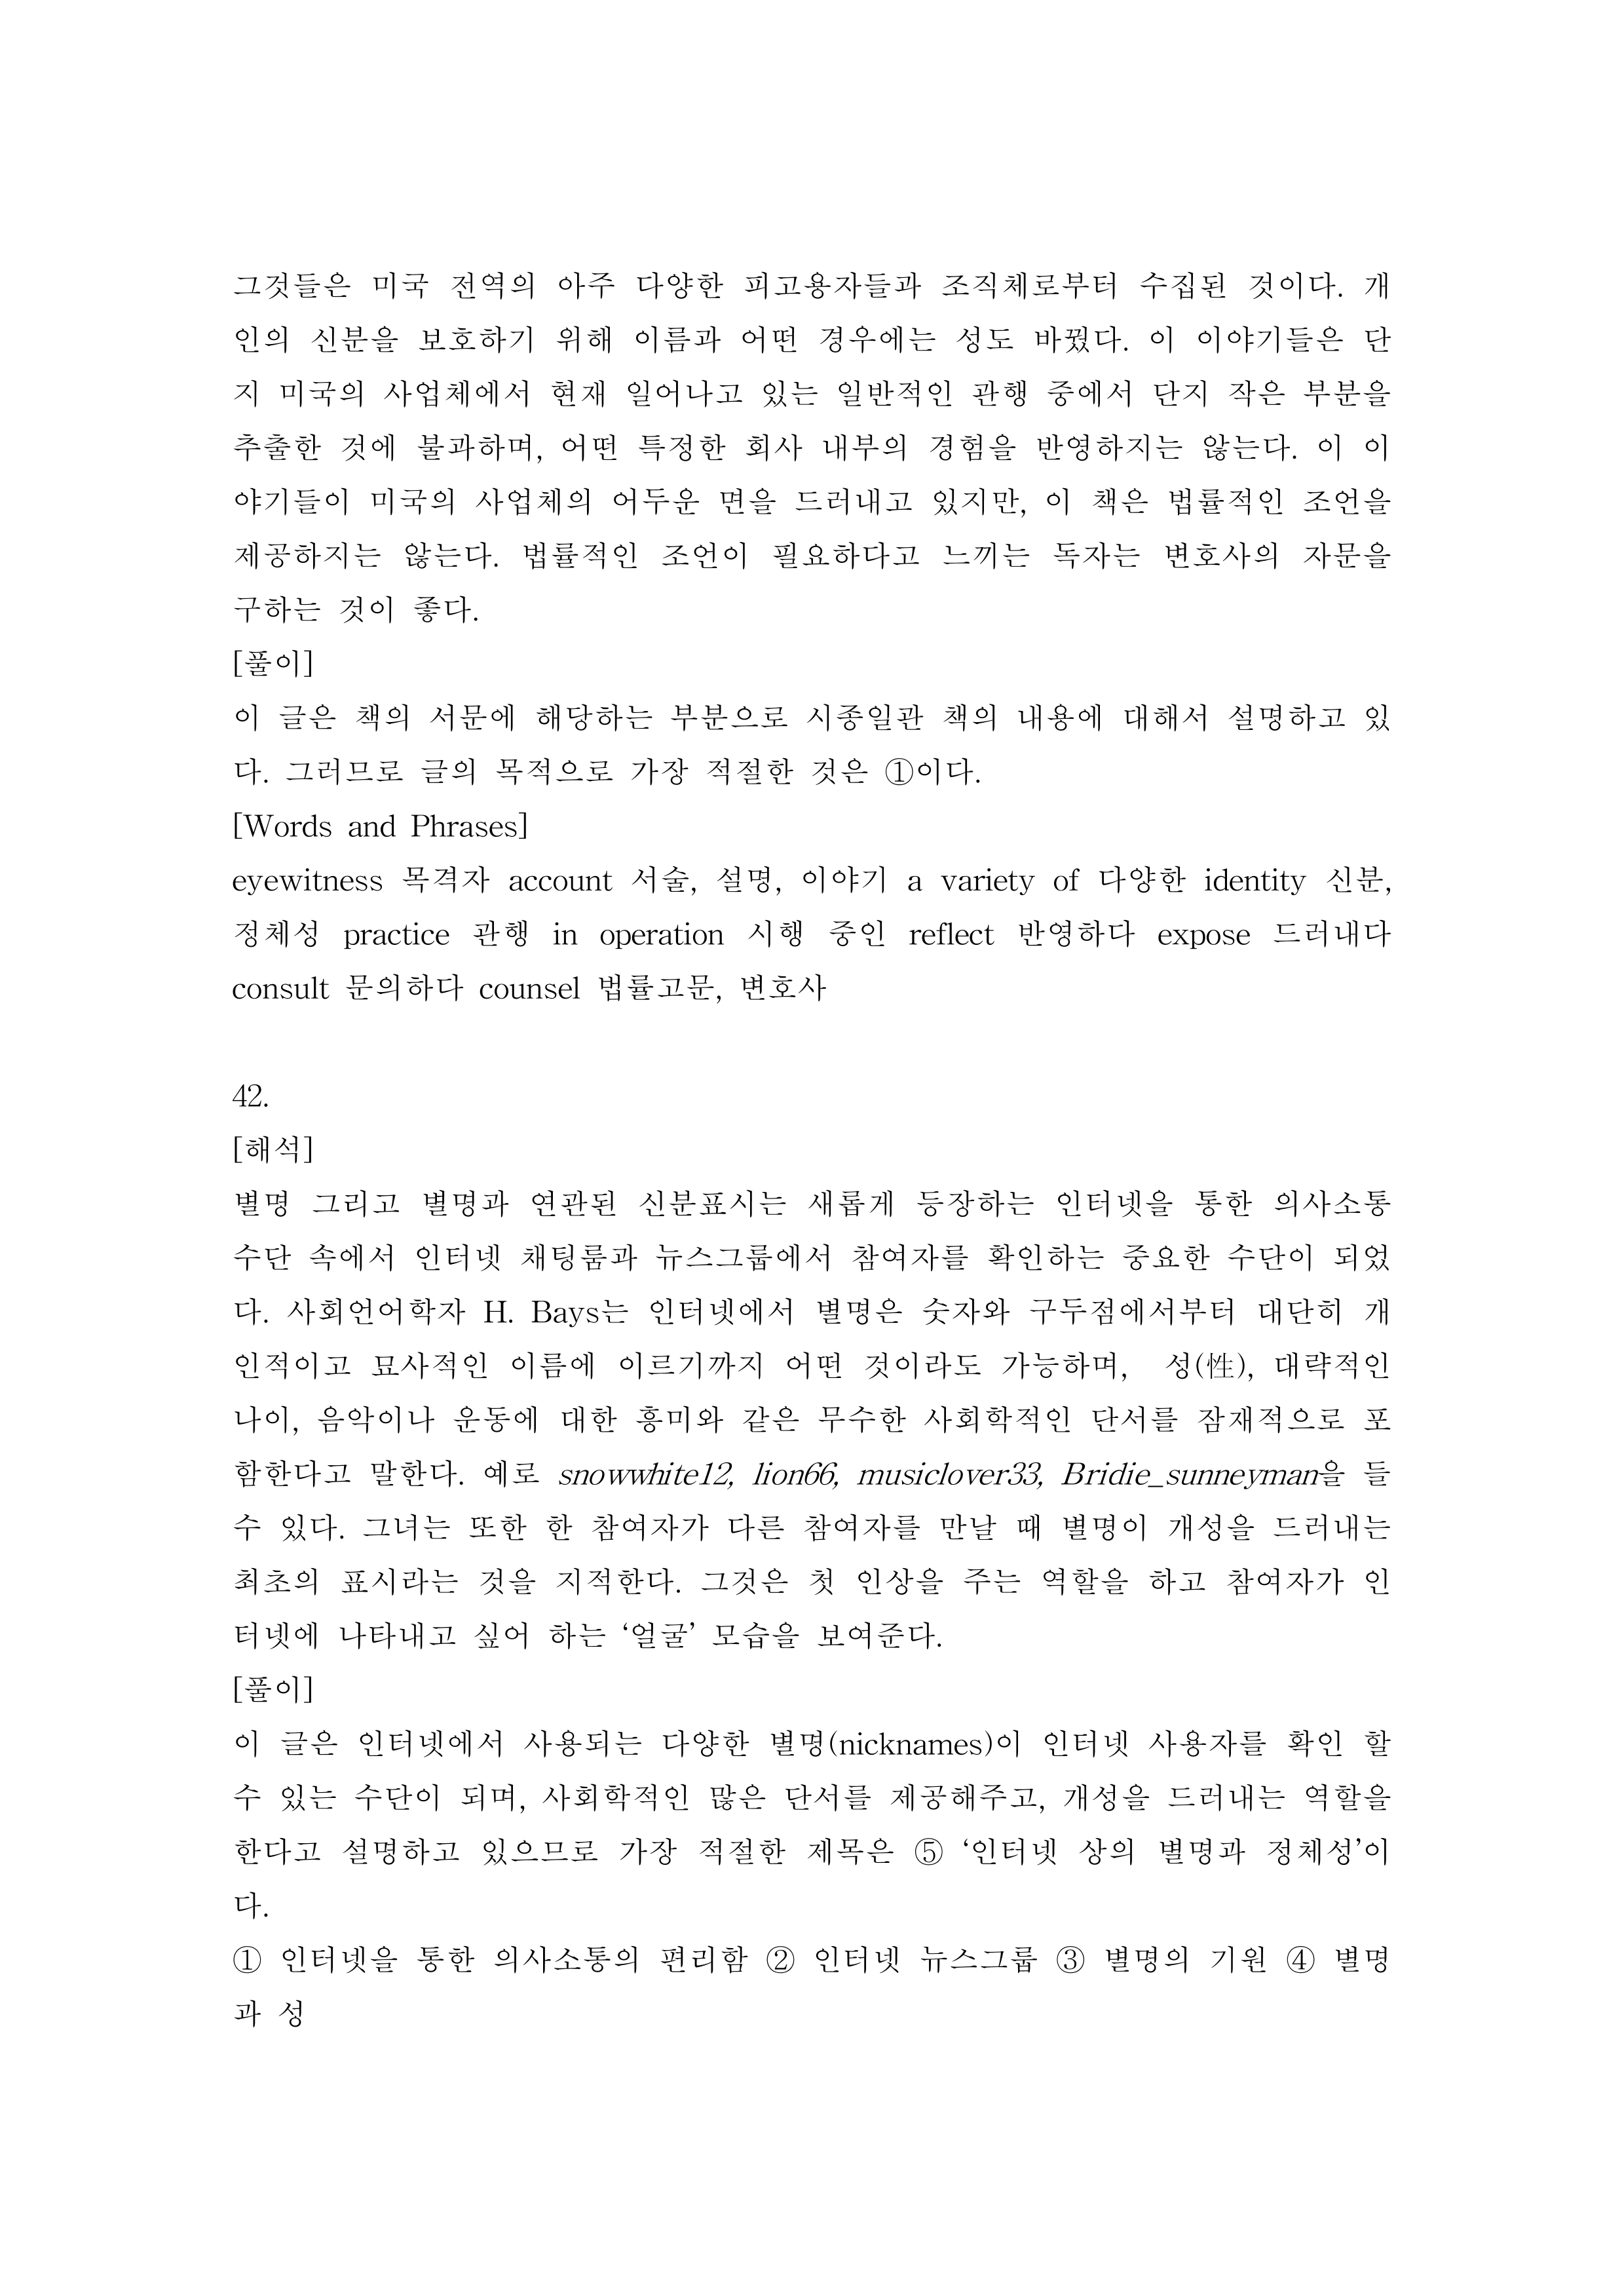 그것들은 미국 전역의 아주 다양한 피고용자들과 조직체로부터 수집된 것이다. 개
인의 신분을 보호하기 위해 이름과 어떤 경우에는 성도 바꿨다. 이 이야기들은 단
지 미국의 사업체에서 현재 일어나고 있는 일반적인 관행 중에서 단지 작은 부분을
추출한 것에 불과하며, 어떤 특정한 회사 내부의 경험을 반영하지는 않는다. 이 이
야기들이 미국의 사업체의 어두운 면을 드러내고 있지만, 이 책은 법률적인 조언을
제공하지는 않는다. 법률적인 조언이 필요하다고 느끼는 독자는 변호사의 자문을
구하는 것이 좋다.
[풀이]
이 글은 책의 서문에 해당하는 부분으로 시종일관 책의 내용에 대해서 설명하고 있
다. 그러므로 글의 목적으로 가장 적절한 것은 ①이다.
[Words and Phrases]
eyewitness 목격자 account 서술, 설명, 이야기 a variety of 다양한 identity 신분,
정체성 practice 관행 in operation 시행 중인 reflect 반영하다 expose 드러내다
consult 문의하다 counsel 법률고문, 변호사
42.
[해석]
별명 그리고 별명과 연관된 신분표시는 새롭게 등장하는 인터넷을 통한 의사소통
수단 속에서 인터넷 채팅룸과 뉴스그룹에서 참여자를 확인하는 중요한 수단이 되었
다. 사회언어학자 H. Bays는 인터넷에서 별명은 숫자와 구두점에서부터 대단히 개
인적이고 묘사적인 이름에 이르기까지 어떤 것이라도 가능하며, 성(性), 대략적인
나이, 음악이나 운동에 대한 흥미와 같은 무수한 사회학적인 단서를 잠재적으로 포
함한다고 말한다. 예로 snowwhite12, lion66, musiclover33, Bridie_sunneyman을 들
수 있다. 그녀는 또한 한 참여자가 다른 참여자를 만날 때 별명이 개성을 드러내는
최초의 표시라는 것을 지적한다. 그것은 첫 인상을 주는 역할을 하고 참여자가 인
터넷에 나타내고 싶어 하는 ‘얼굴’ 모습을 보여준다.
[풀이]
이 글은 인터넷에서 사용되는 다양한 별명(nicknames)이 인터넷 사용자를 확인 할
수 있는 수단이 되며, 사회학적인 많은 단서를 제공해주고, 개성을 드러내는 역할을
한다고 설명하고 있으므로 가장 적절한 제목은 ⑤ ‘인터넷 상의 별명과 정체성’이
다.
① 인터넷을 통한 의사소통의 편리함 ② 인터넷 뉴스그룹 ③ 별명의 기원 ④ 별명
과 성